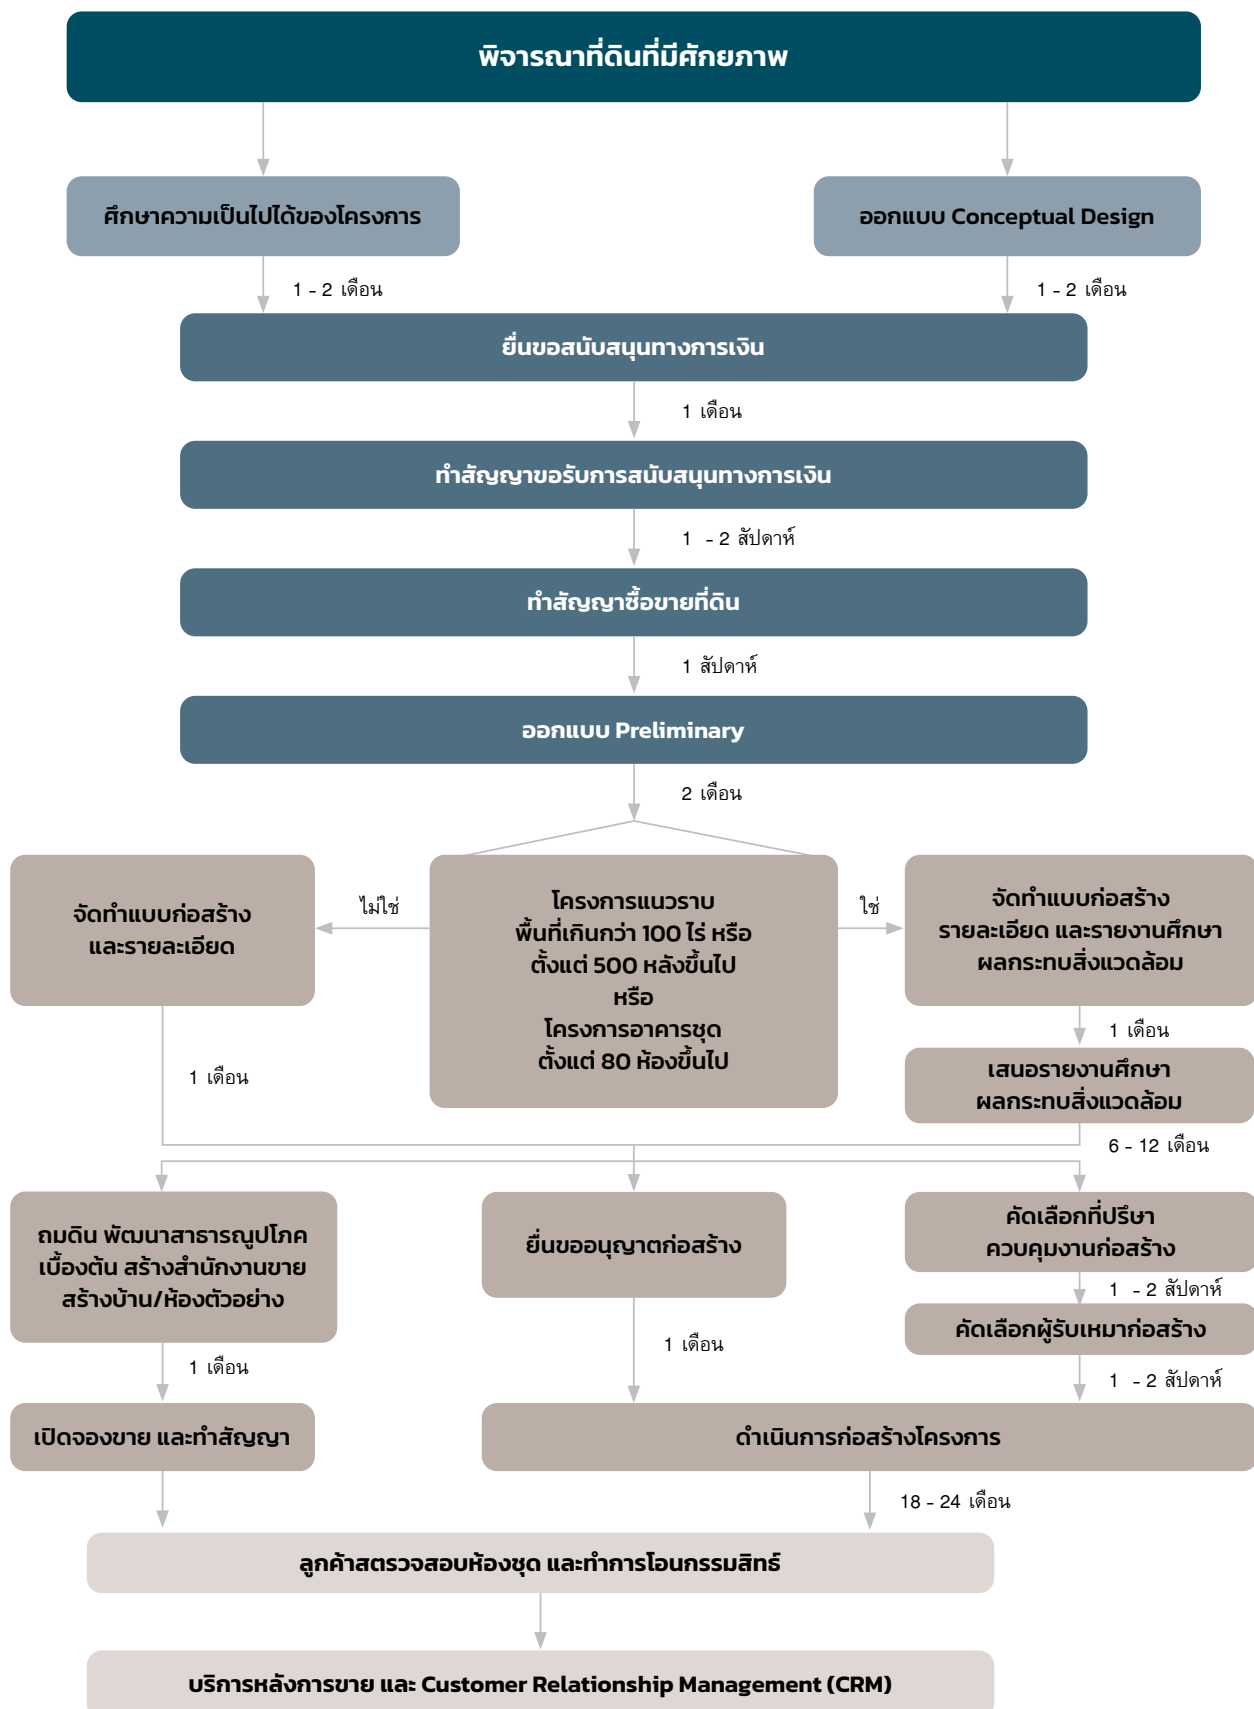 พิจารณาที่ดินที่มีศักยภาพ
ศึกษาความเป็นไปได้ของโครงการ
ออกแบบ Conceptual Design
1 - 2 เดือน
1 - 2 เดือน
ยื่นขอสนับสนุนทางการเงิน
1 เดือน
ทำสัญญาขอรับการสนับสนุนทางการเงิน
1 - 2 สัปดาห์
ทำสัญญาซื้อขายที่ดิน
1 สัปดาห์
ออกแบบ Preliminary
2 เดือน
จัดทำแบบก่อสร้าง
และรายละเอียด
ไม่ใช่
โครงการแนวราบ
พื้นที่เกินกว่า 100 ไร่ หรือ
ตั้งแต่ 500 หลังขึ้นไป
หรือ
โครงการอาคารชุด
ตั้งแต่ 80 ห้องขึ้นไป
ใช่
จัดทำแบบก่อสร้าง
รายละเอียด และรายงานศึกษา
ผลกระทบสิ่งแวดล้อม
1 เดือน
1 เดือน
เสนอรายงานศึกษา
ผลกระทบสิ่งแวดล้อม
6 - 12 เดือน
ถมดิน พัฒนาสาธารณูปโภค
เบื้องต้น สร้างสำนักงานขาย
สร้างบ้าน/ห้องตัวอย่าง
ยื่นขออนุญาตก่อสร้าง
คัดเลือกที่ปรึษา
ควบคุมงานก่อสร้าง
1 - 2 สัปดาห์
คัดเลือกผู้รับเหมาก่อสร้าง
1 เดือน
1 เดือน
1 - 2 สัปดาห์
เปิดจองขาย และทำสัญญา
ดำเนินการก่อสร้างโครงการ
18 - 24 เดือน
ลูกค้าสตรวจสอบห้องชุด และทำการโอนกรรมสิทธ์
บริการหลังการขาย และ Customer Relationship Management (CRM)